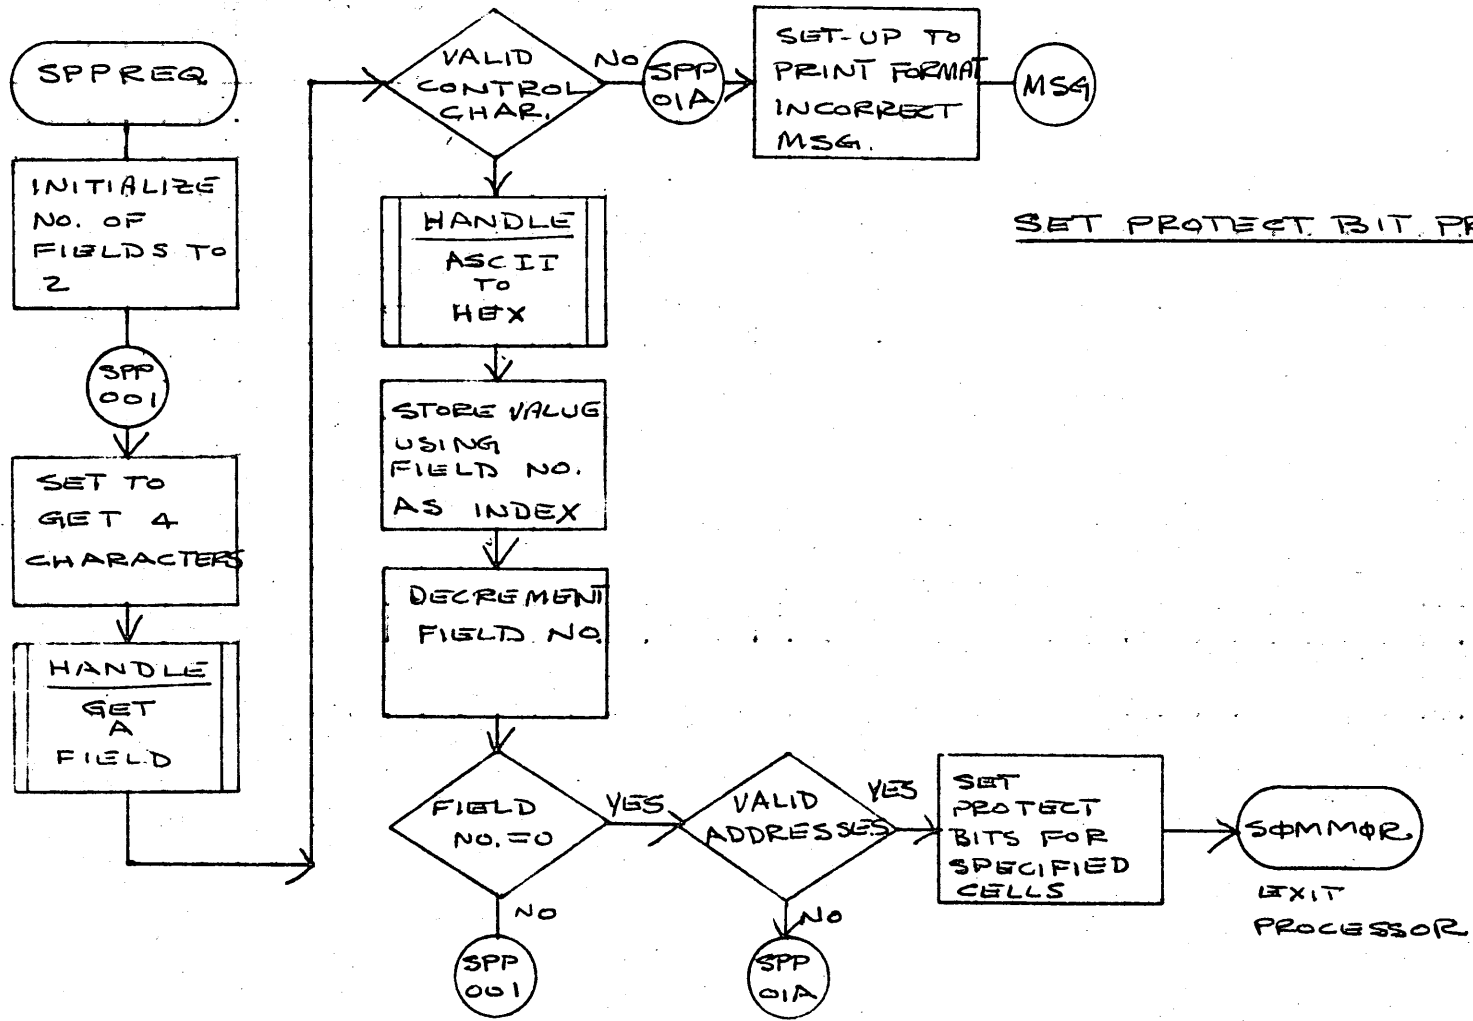 SPPREQ
INITIALIZE
NO. OF
FIELDS TO
2
SPP
001
SET TO
GET 4
CHARACTERS
HANDLE
GET
A
FIELD
VALID
CONTROL
CHAR.
NO
SPP
01A
SET-UP TO
PRINT FORMAT
INCORRECT
MSG.
MSG
HANDLE
ASCII
TO
HEX
SET PROTECT BIT PR
STORE VALUE
USING
FIELD NO.
AS INDEX
DECREMENT
FIELD NO.
FIELD
NO.=0
YES
NO
SPP
001
VALID
ADDRESSES
YES
NO
SPP
01A
SET
PROTECT
BITS FOR
SPECIFIED
CELLS
SØMMØR
EXIT
PROCESSOR